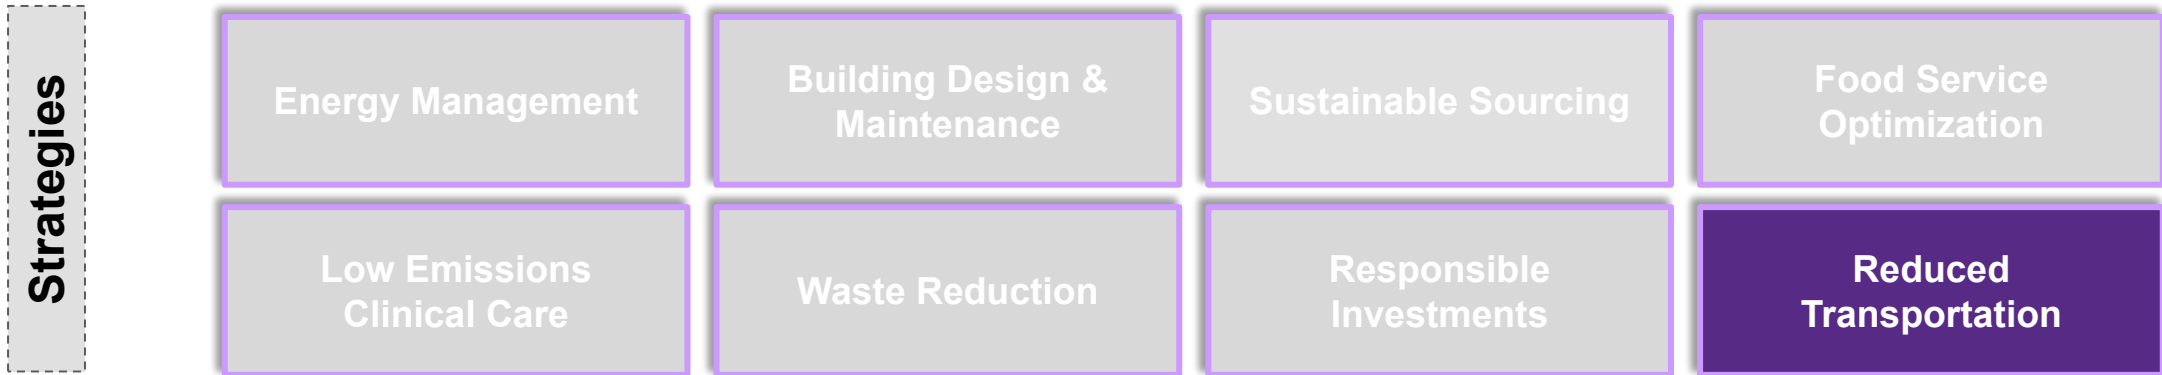 Strategies
Energy Management
Building Design &
Maintenance
Sustainable Sourcing
Food Service
Optimization
Low Emissions
Clinical Care
Waste Reduction
Responsible
Investments
Reduced
Transportation